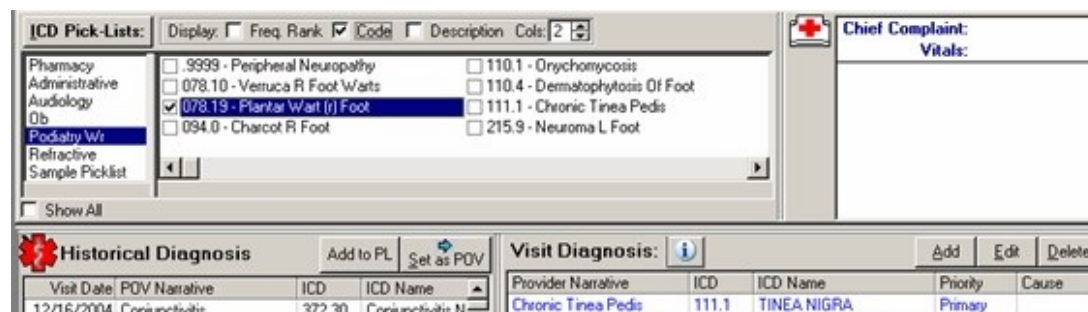 ICD Pick-Lists: Display: Freq. Rank Code Description Cols: 2
Chief Complaint:
Vitals:
Pharmacy
Administrative
Audiology
Ob
Podiatry Wr
Refractive
Sample Picklist
.9999 - Peripheral Neuropathy
078.10 - Verruca R Foot Warts
078.19 - Plantar Wart (r) Foot
094.0 - Charcot R Foot
110.1 - Onychomycosis
110.4 - Dermatophytosis Of Foot
111.1 - Chronic Tinea Pedis
215.9 - Neuroma L Foot
Show All
Historical Diagnosis Add to PL Set as POV
Visit Date POV Narrative ICD ICD Name
12/16/2004 Conjunctivitis 372.30 Conjunctivitis N
Visit Diagnosis: i Add Edit Delete
Provider Narrative ICD ICD Name Priority Cause
Chronic Tinea Pedis 111.1 TINEA NIGRA Primary